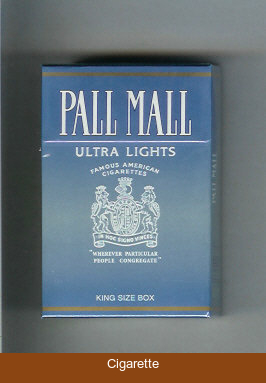 PALL MALL
ULTRA LIGHTS
FAMOUS AMERICAN
CIGARETTES
IN HOC SIGNO VINCES
"WHEREVER PARTICULAR
PEOPLE CONGREGATE"
KING SIZE BOX
PALL MALL
Cigarette